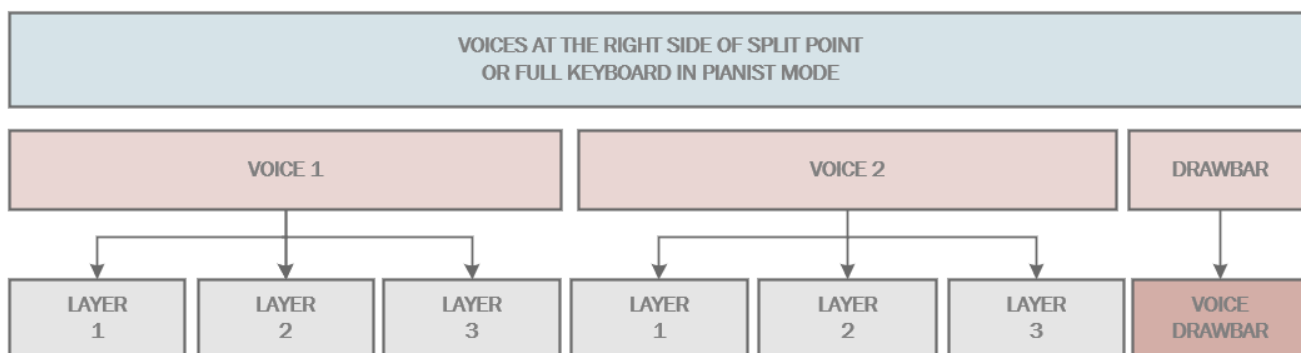 VOICES AT THE RIGHT SIDE OF SPLIT POINT
OR FULL KEYBOARD IN PIANIST MODE
VOICE 1
VOICE 2
DRAWBAR
LAYER
1
LAYER
2
LAYER
3
LAYER
1
LAYER
2
LAYER
3
VOICE
DRAWBAR